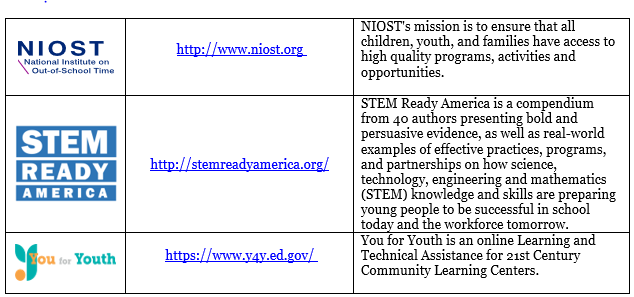 NIOST
National Institute on
Out-of-School Time
http://www.niost.org
NIOST's mission is to ensure that all
children, youth, and families have access to
high quality programs, activities and
opportunities.
STEM
READY
AMERICA
http://stemreadyamerica.org/
STEM Ready America is a compendium
from 40 authors presenting bold and
persuasive evidence, as well as real-world
examples of effective practices, programs,
and partnerships on how science,
technology, engineering and mathematics
(STEM) knowledge and skills are preparing
young people to be successful in school
today and the workforce tomorrow.
You for Youth
https://www.y4y.ed.gov/
You for Youth is an online Learning and
Technical Assistance for 21st Century
Community Learning Centers.